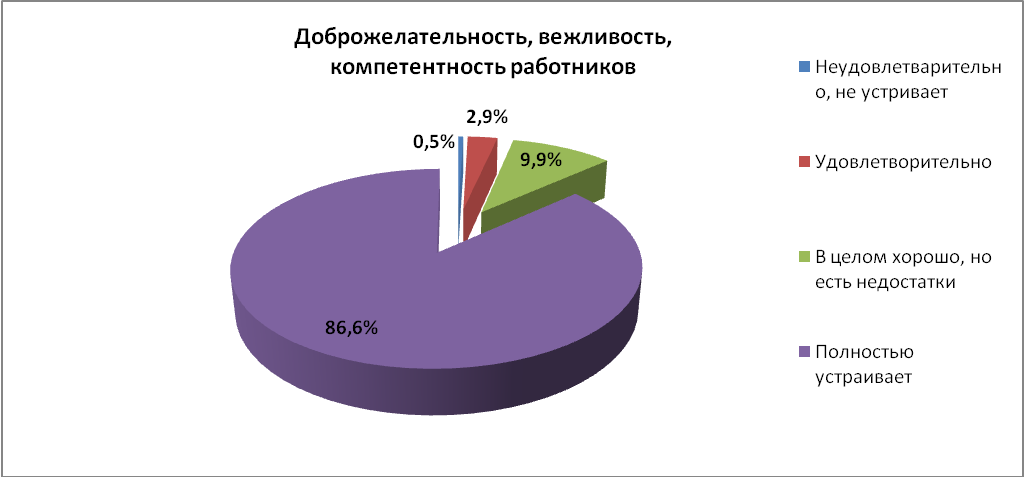 Доброжелательность, вежливость,
компетентность работников
0,5%
2,9%
9,9%
86,6%
Неудовлетварительн
о, не устривает
Удовлетворительно
В целом хорошо, но
есть недостатки
Полностью
устраивает